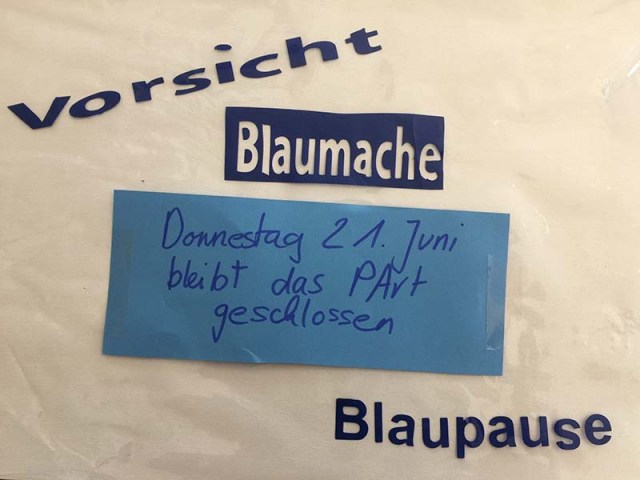 Vorsicht
Blaumache
Donnestag 21. Juni
bleibt das PArt
geschlossen
Blaupause